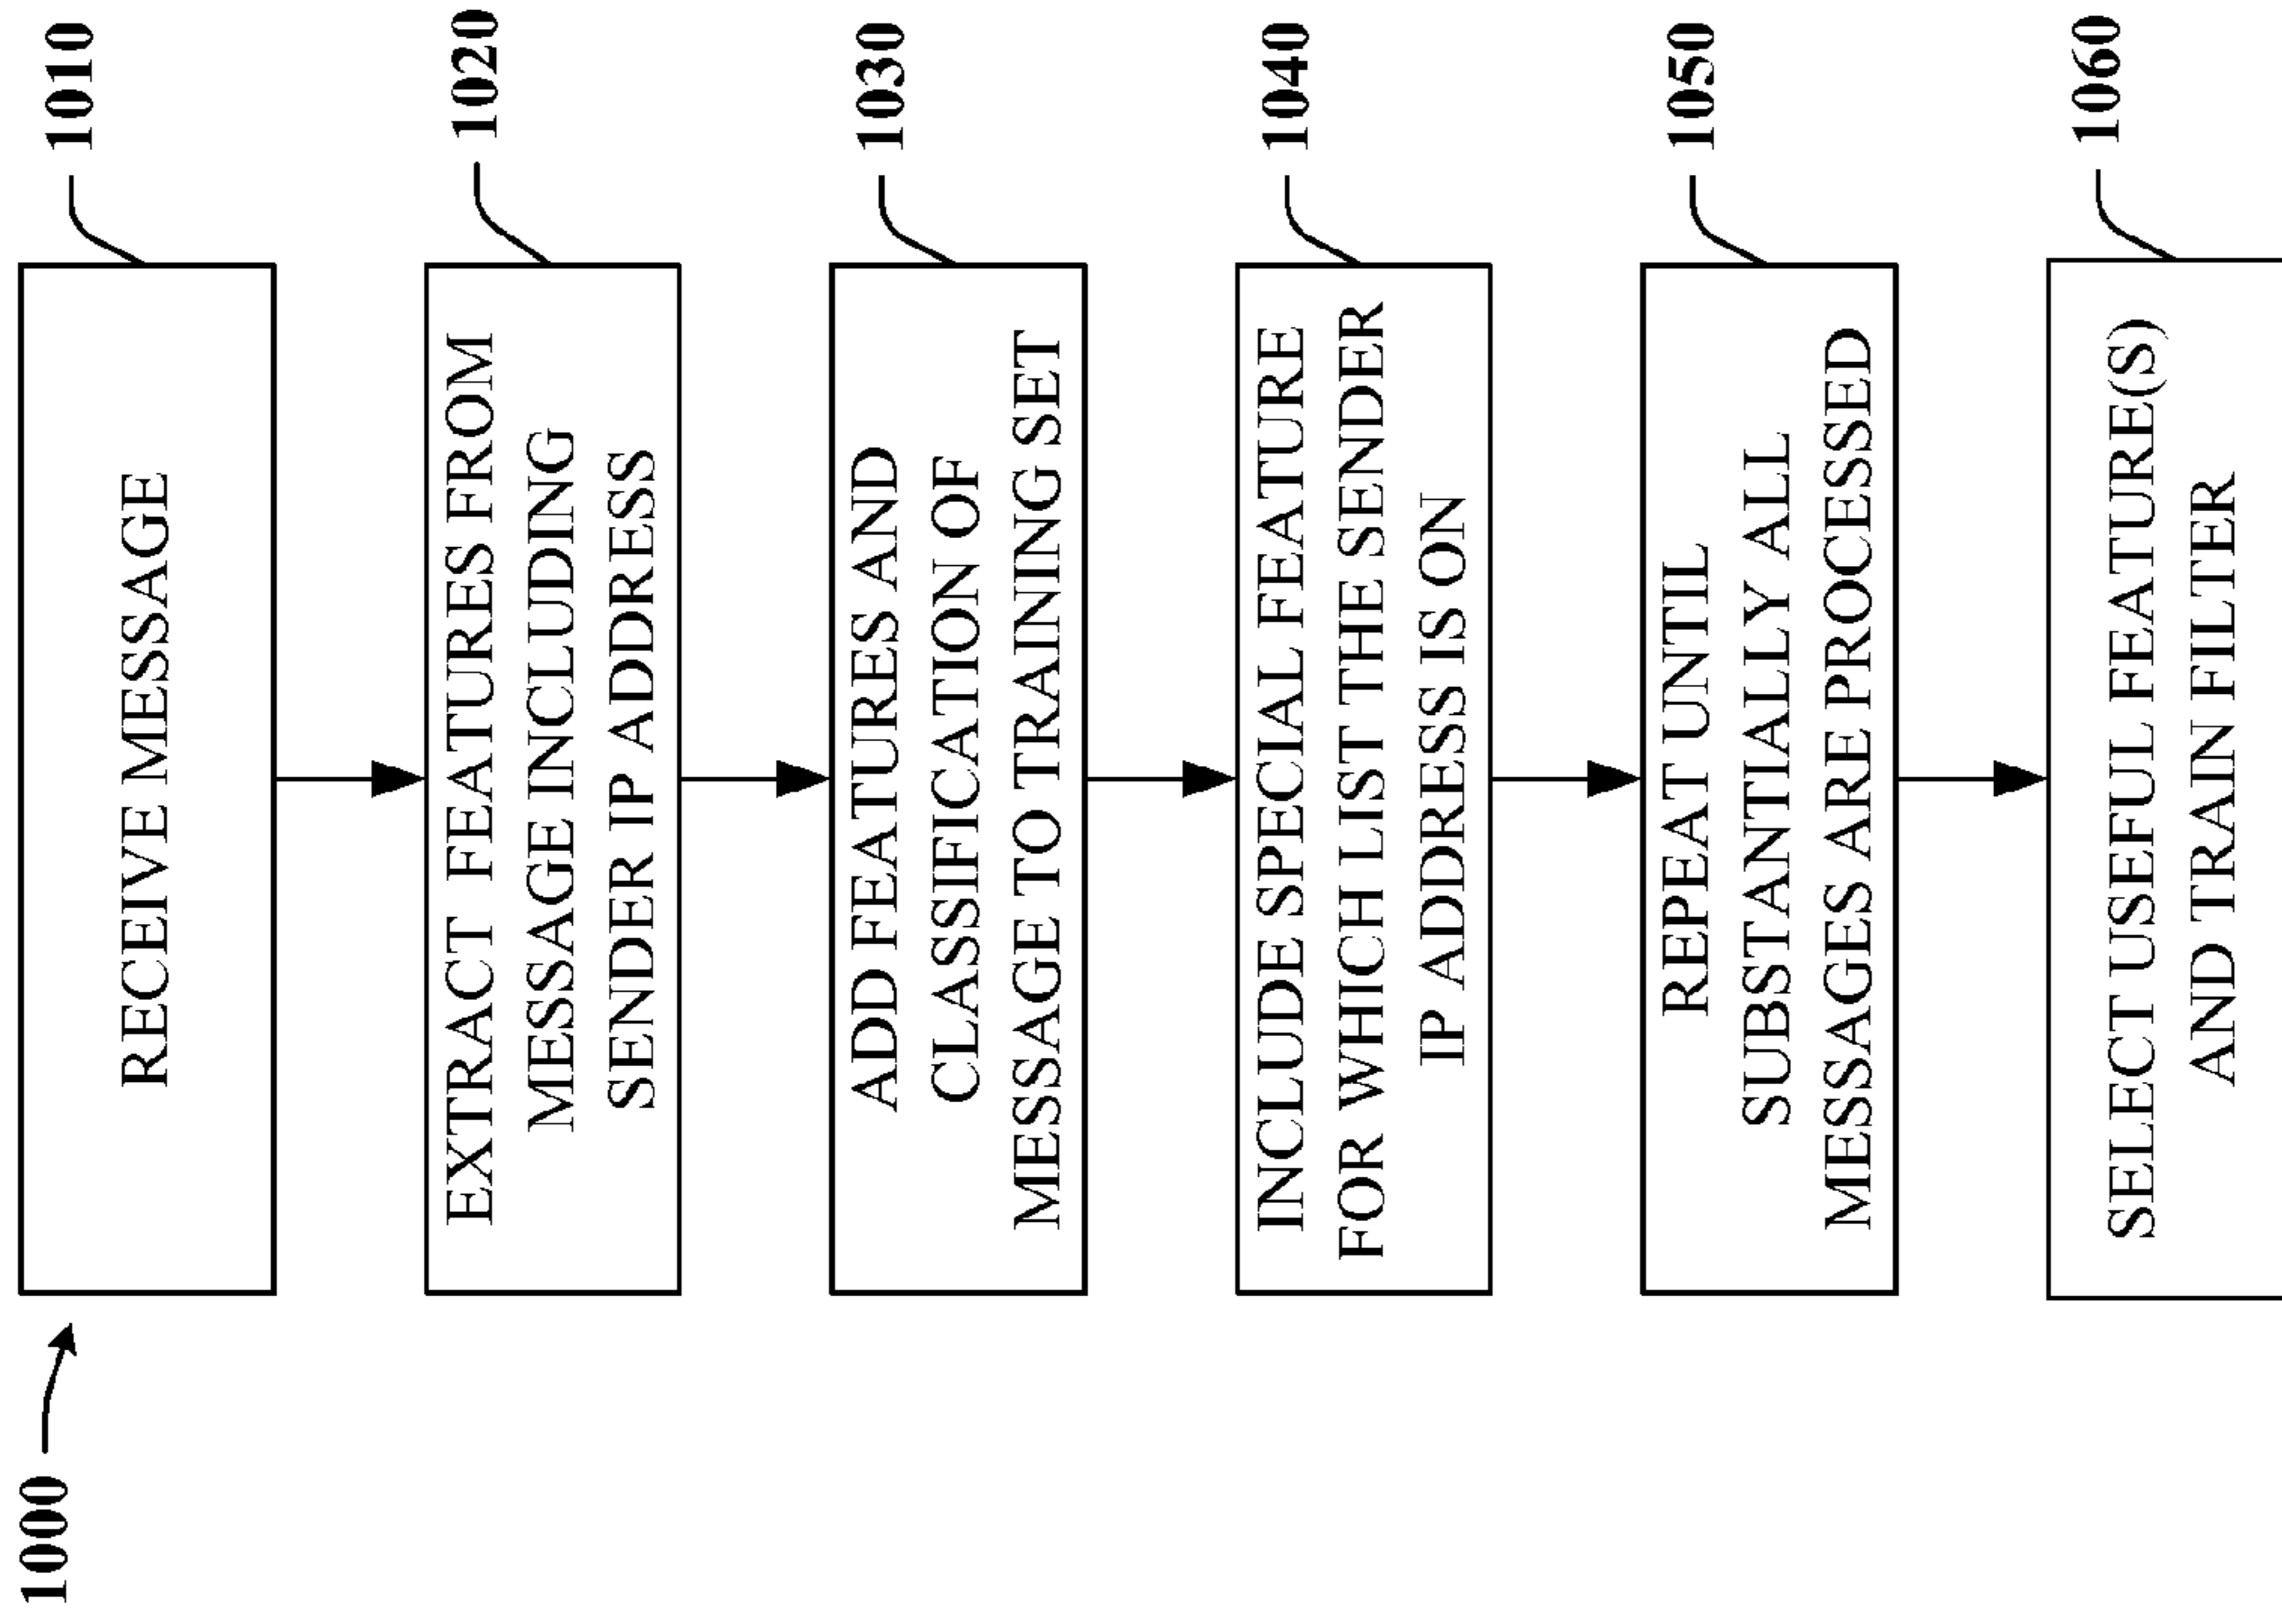 1000
1010
RECEIVE MESSAGE
1020
EXTRACT FEATURES FROM
MESSAGE INCLUDING
SENDER IP ADDRESS
1030
ADD FEATURES AND
CLASSIFICATION OF
MESSAGE TO TRAINING SET
1040
INCLUDE SPECIAL FEATURE
FOR WHICH LIST THE SENDER
IP ADDRESS IS ON
1050
REPEAT UNTIL
SUBSTANTIALLY ALL
MESSAGES ARE PROCESSED
1060
SELECT USEFUL FEATURE(S)
AND TRAIN FILTER